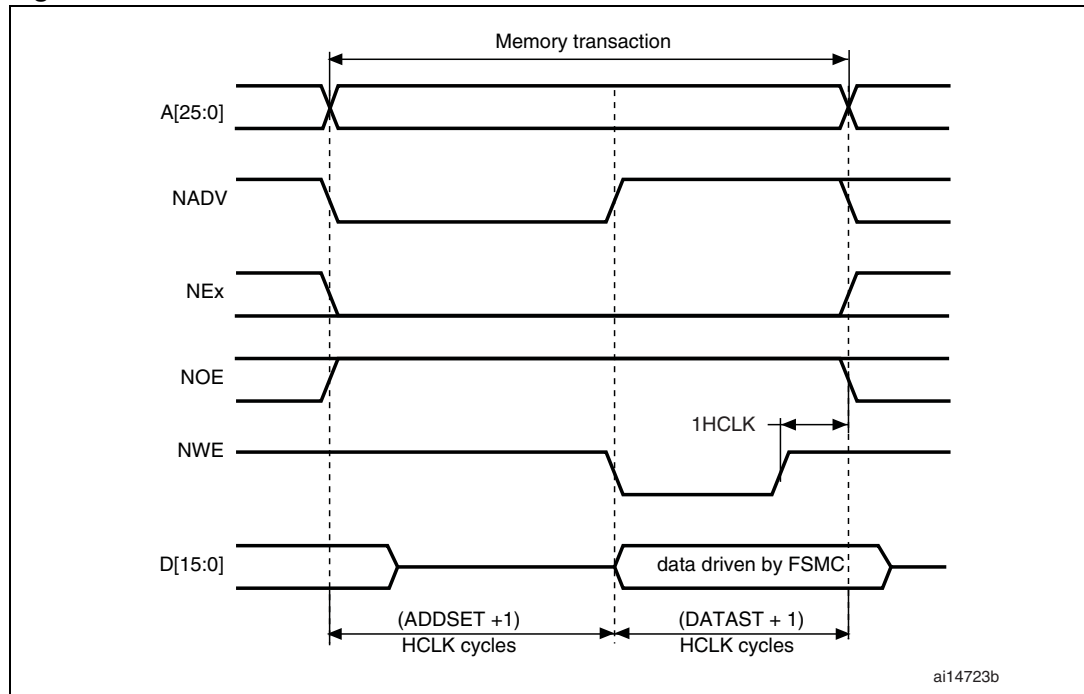 Memory transaction
A[25:0]
NADV
NEx
NOE
1HCLK
NWE
D[15:0]
data driven by FSMC
(ADDSET +1)
HCLK cycles
(DATAST + 1)
HCLK cycles
ai14723b